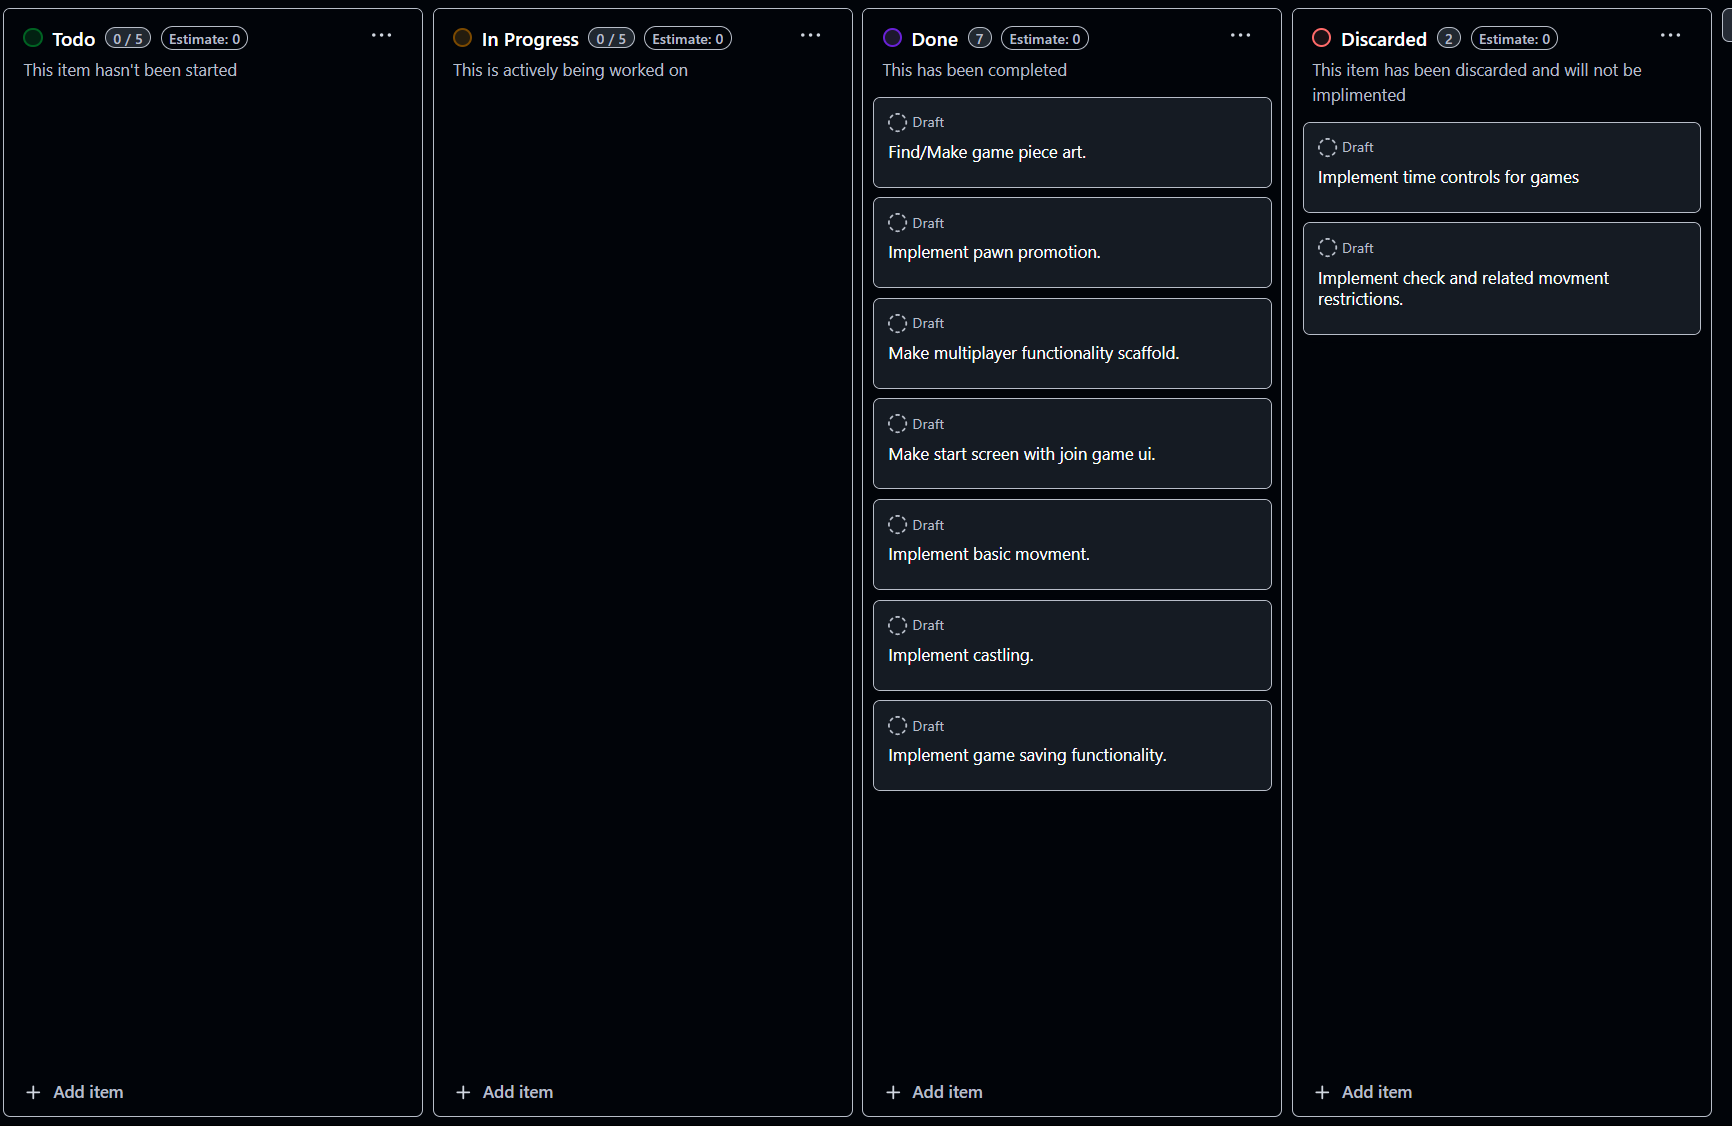 Todo 0 / 5 Estimate: 0
This item hasn't been started
Add item
In Progress 0 / 5 Estimate: 0
This is actively being worked on
Add item
Done 7 Estimate: 0
This has been completed
Draft
Find/Make game piece art.
Draft
Implement pawn promotion.
Draft
Make multiplayer functionality scaffold.
Draft
Make start screen with join game ui.
Draft
Implement basic movment.
Draft
Implement castling.
Draft
Implement game saving functionality.
Add item
Discarded 2 Estimate: 0
This item has been discarded and will not be
implimented
Draft
Implement time controls for games
Draft
Implement check and related movment
restrictions.
Add item